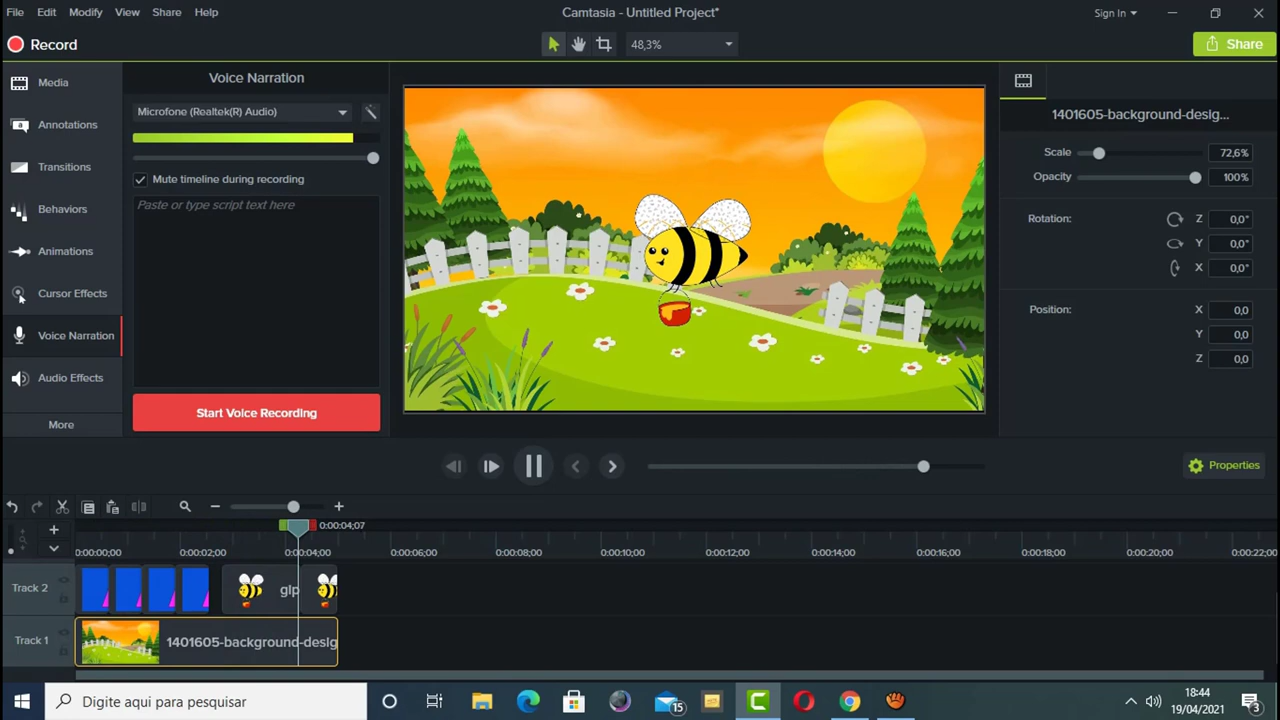 File Edit Modify View Share Help
Camtasia - Untitled Project*
Sign In
Record
48,3%
Share
Media
Annotations
Transitions
Behaviors
Animations
Cursor Effects
Voice Narration
Audio Effects
More
Voice Narration
Microfone (Realtek(R) Audio)
Mute timeline during recording
Paste or type script text here
Start Voice Recording
1401605-background-desig...
Scale 72,6%
Opacity 100%
Rotation: Z 0,0°
Y 0,0°
X 0,0°
Position: X 0,0
Y 0,0
Z 0,0
Properties
0:00:04;07
0:00:00;00 0:00:02;00 0:00:04;00 0:00:06;00 0:00:08;00 0:00:10;00 0:00:12;00 0:00:14;00 0:00:16;00 0:00:18;00 0:00:20;00 0:00:22;00
Track 2
glp
Track 1
1401605-background-desig
Digite aqui para pesquisar
15
18:44
19/04/2021
3